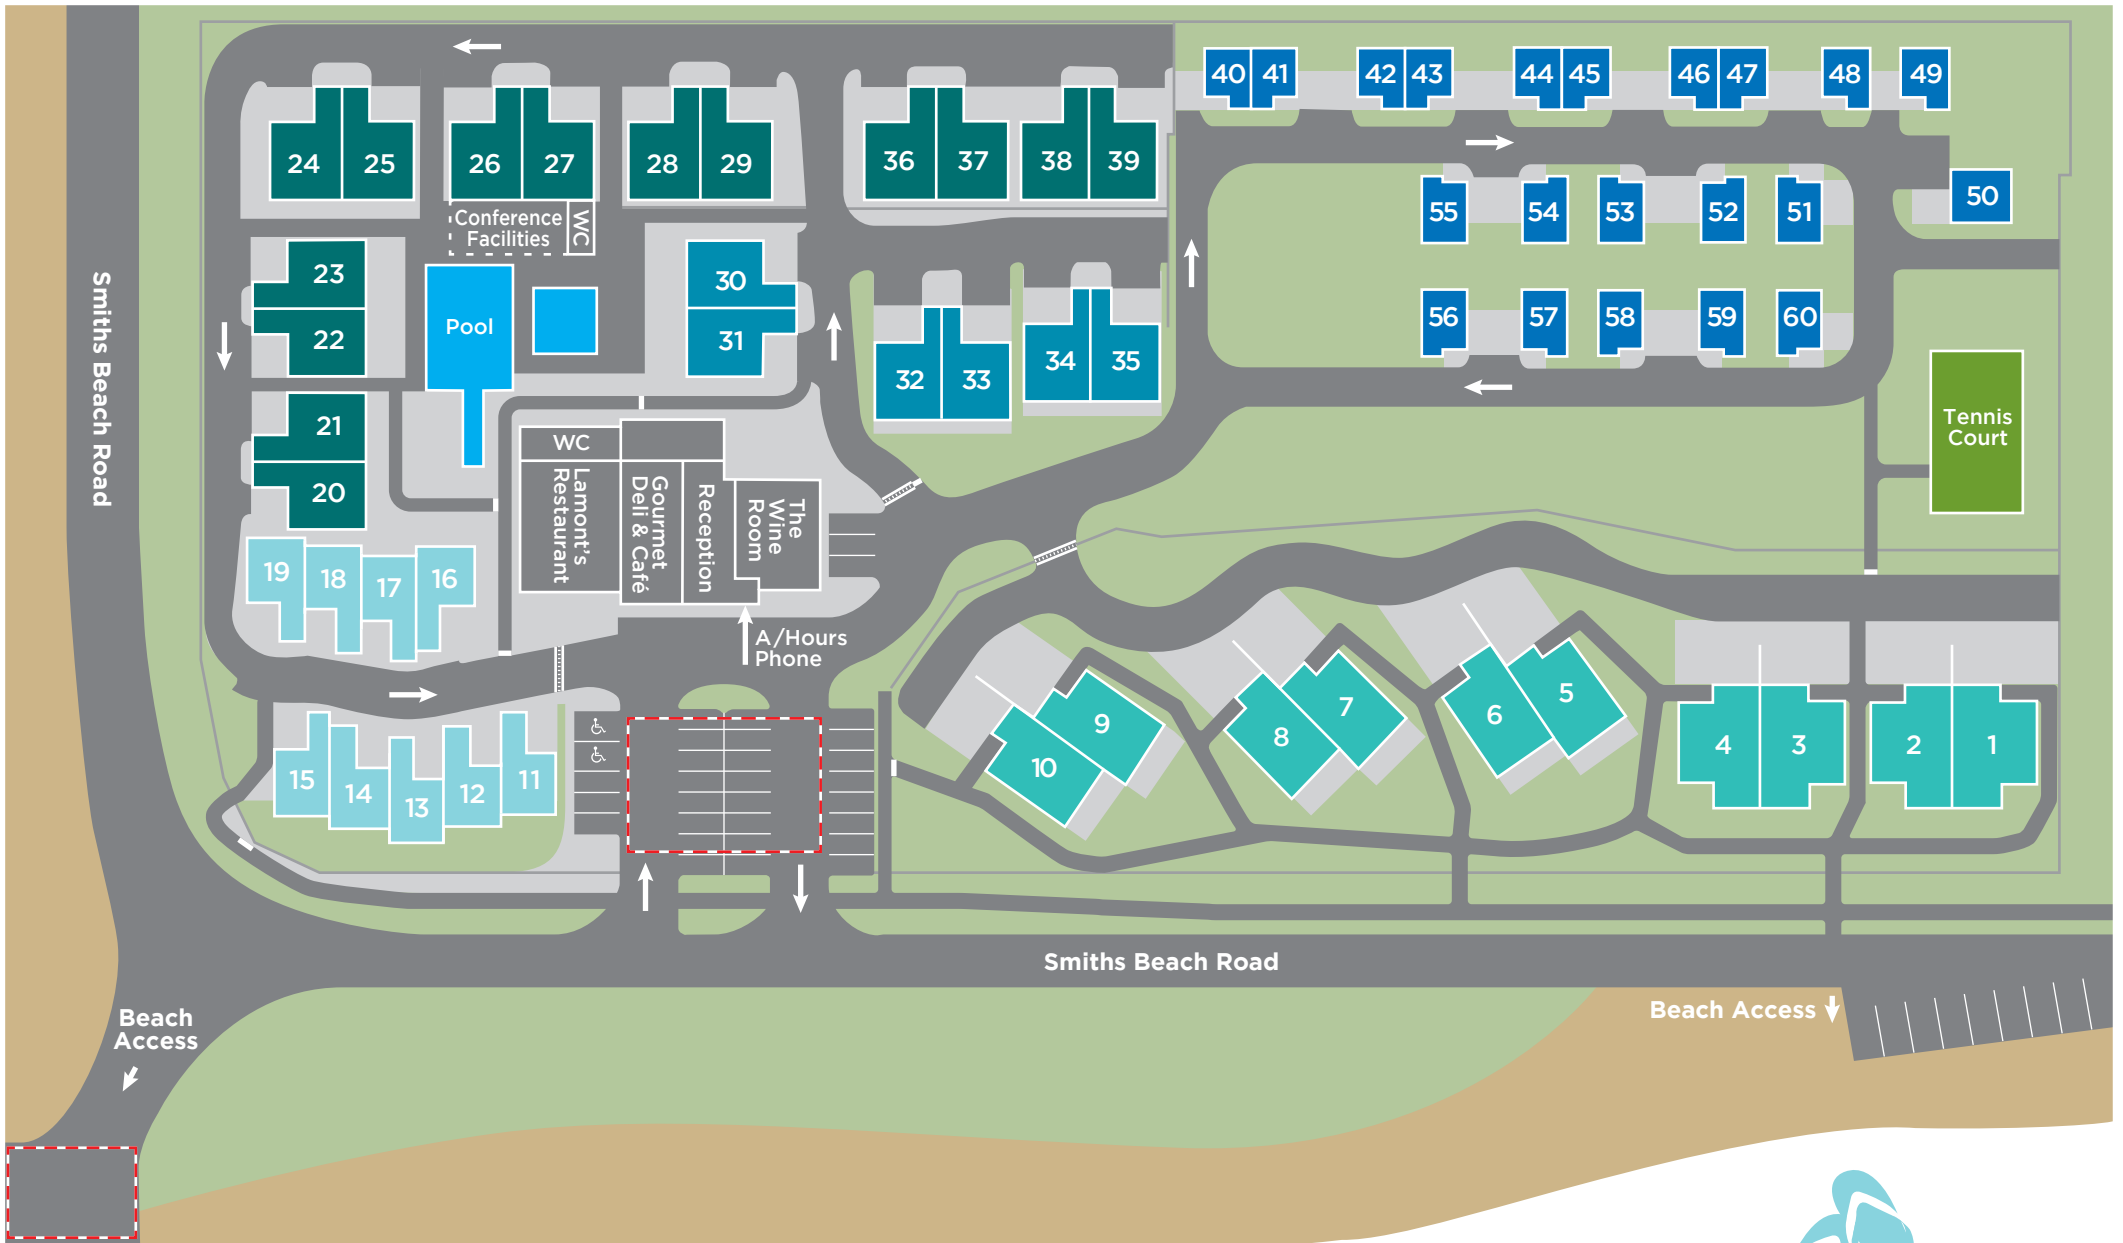 40 41 42 43 44 45 46 47 48 49
24 25 26 27 28 29 36 37 38 39
55 54 53 52 51 50
Conference
Facilities
WC
23
22
Pool
30
31
32 33 34 35
56 57 58 59 60
Smiths Beach Road
21
20
WC
Lamont's
Restaurant
Gourmet
Deli & Café
Reception
The
Wine
Room
Tennis
Court
19 18 17 16
A/Hours
Phone
15 14 13 12 11
10 9 8 7 6 5 4 3 2 1
Smiths Beach Road
Beach
Access
Beach Access